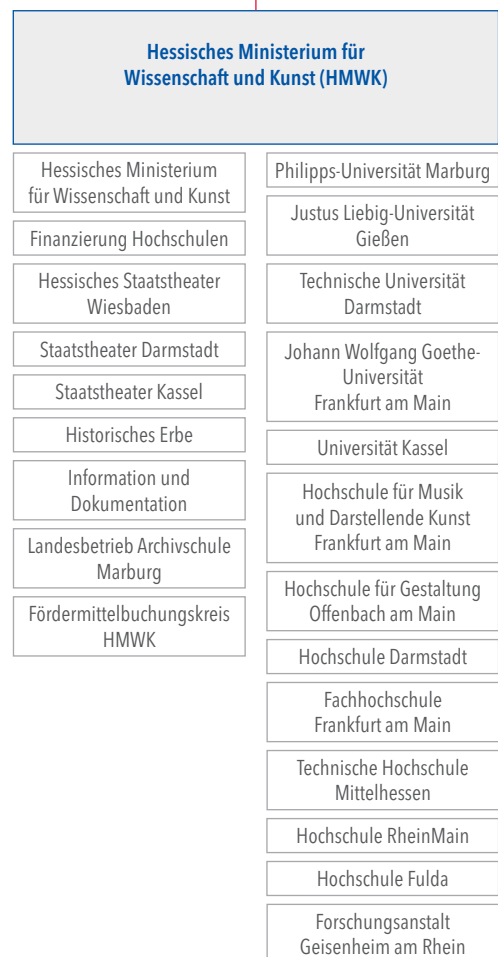 Hessisches Ministerium für
Wissenschaft und Kunst (HMWK)
Hessisches Ministerium
für Wissenschaft und Kunst
Finanzierung Hochschulen
Hessisches Staatstheater
Wiesbaden
Staatstheater Darmstadt
Staatstheater Kassel
Historisches Erbe
Information und
Dokumentation
Landesbetrieb Archivschule
Marburg
Fördermittelbuchungskreis
HMWK
Philipps-Universität Marburg
Justus Liebig-Universität
Gießen
Technische Universität
Darmstadt
Johann Wolfgang Goethe-
Universität
Frankfurt am Main
Universität Kassel
Hochschule für Musik
und Darstellende Kunst
Frankfurt am Main
Hochschule für Gestaltung
Offenbach am Main
Hochschule Darmstadt
Fachhochschule
Frankfurt am Main
Technische Hochschule
Mittelhessen
Hochschule RheinMain
Hochschule Fulda
Forschungsanstalt
Geisenheim am Rhein